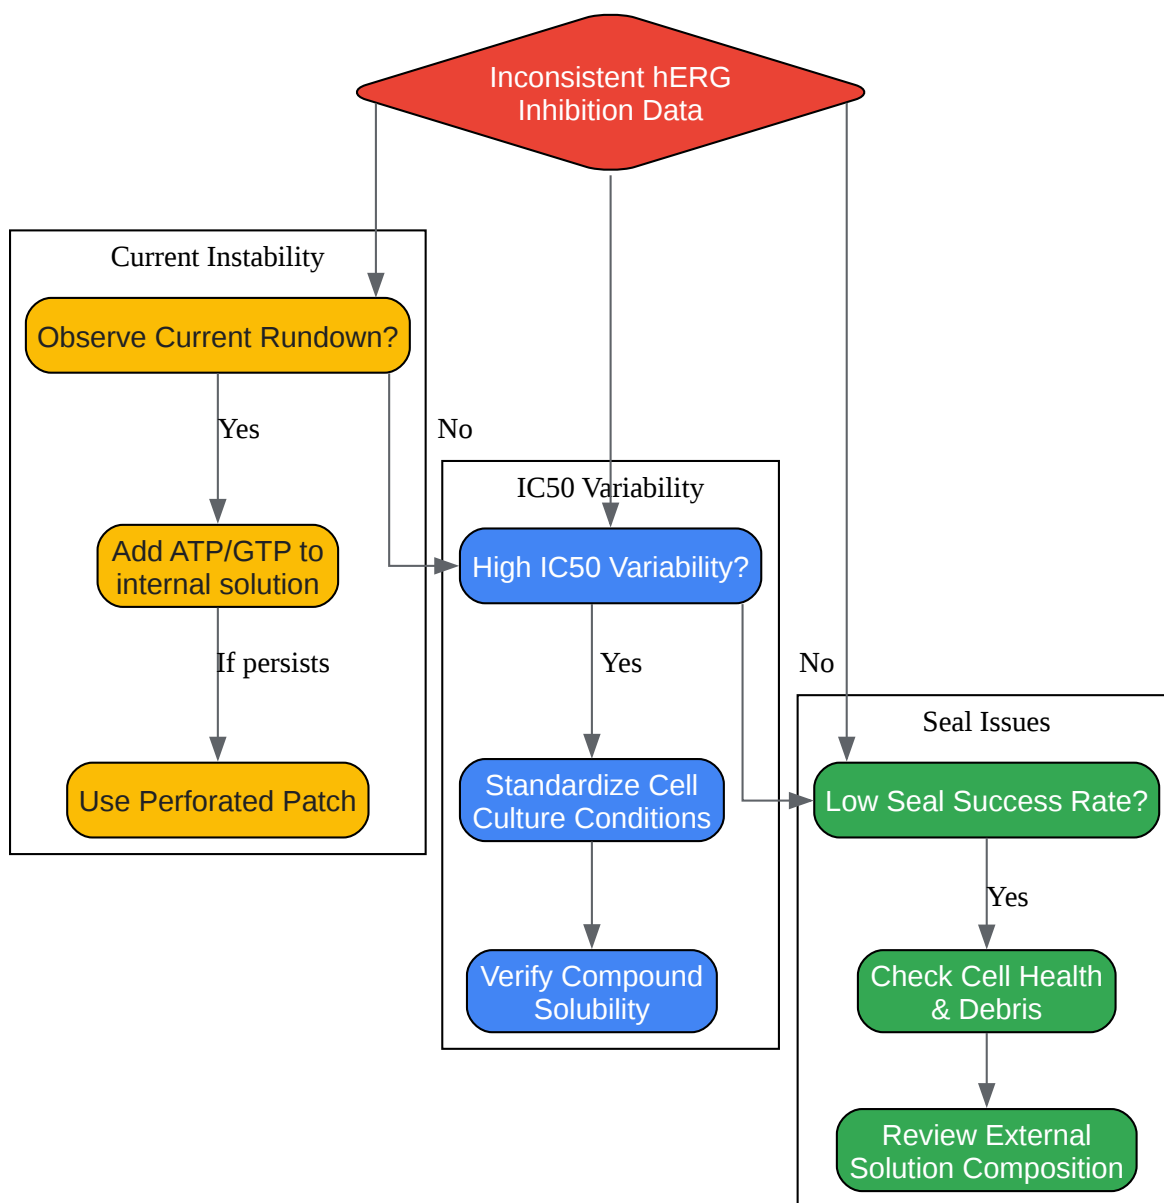 Inconsistent hERG
Inhibition Data
Current Instability
Observe Current Rundown?
Yes
No
Add ATP/GTP to
internal solution
If persists
Use Perforated Patch
IC50 Variability
High IC50 Variability?
Yes
No
Standardize Cell
Culture Conditions
Verify Compound
Solubility
Seal Issues
Low Seal Success Rate?
Yes
Check Cell Health
& Debris
Review External
Solution Composition